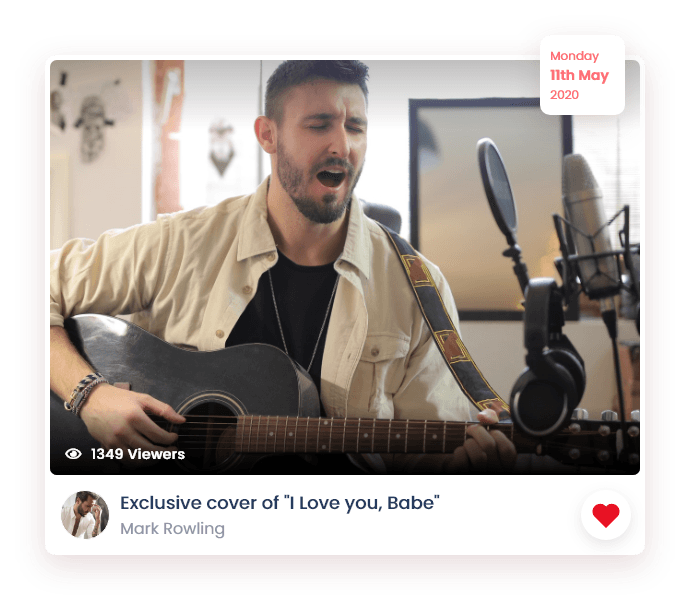 Monday
11th May
2020
1349 Viewers
Exclusive cover of "I Love you, Babe"
Mark Rowling